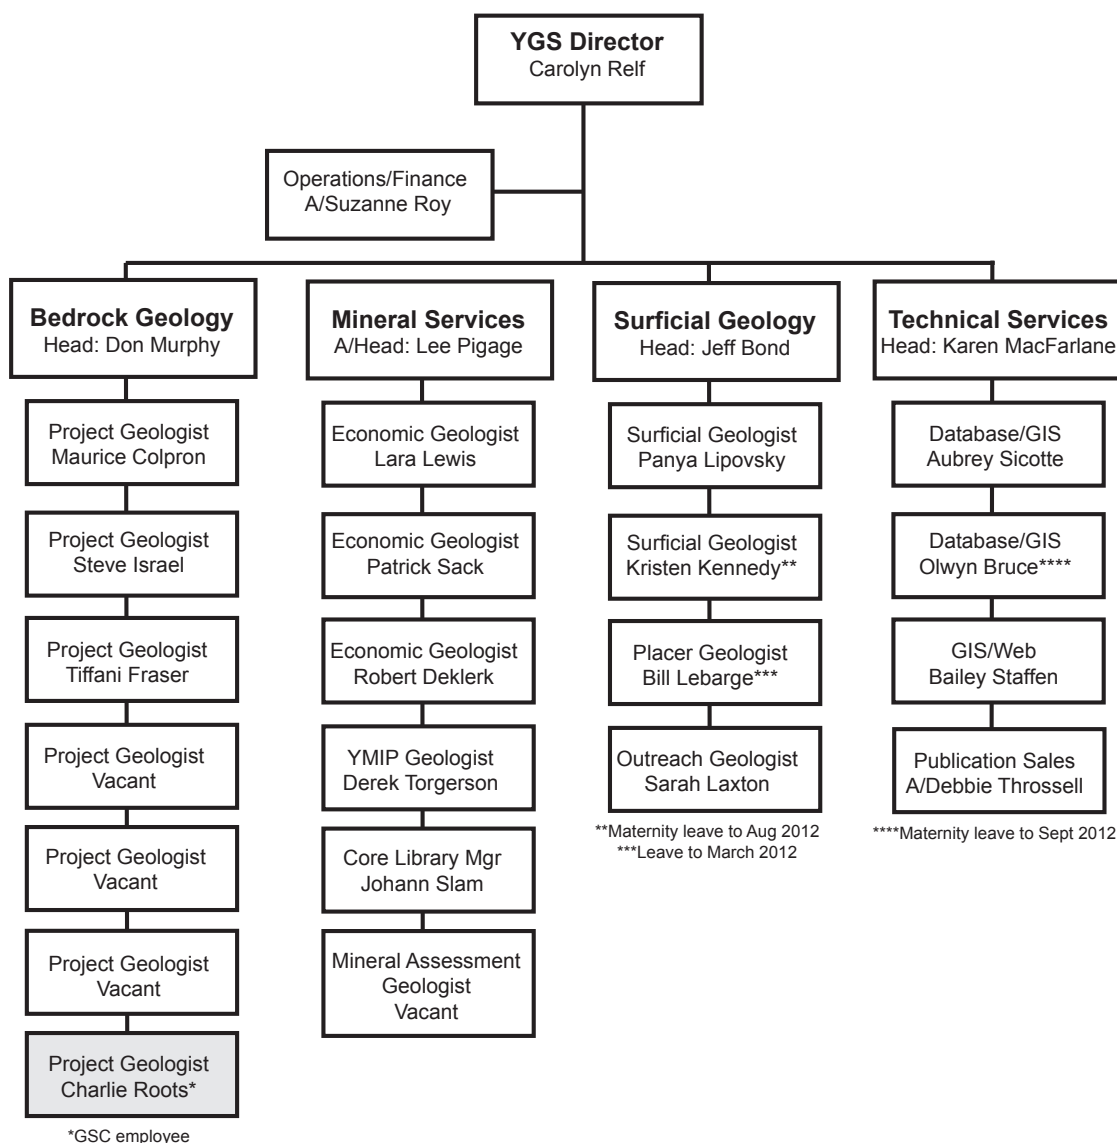 YGS Director
Carolyn Relf
Operations/Finance
A/Suzanne Roy
Bedrock Geology
Head: Don Murphy
Project Geologist
Maurice Colpron
Project Geologist
Steve Israel
Project Geologist
Tiffani Fraser
Project Geologist
Vacant
Project Geologist
Vacant
Project Geologist
Vacant
Project Geologist
Charlie Roots*
*GSC employee
Mineral Services
A/Head: Lee Pigage
Economic Geologist
Lara Lewis
Economic Geologist
Patrick Sack
Economic Geologist
Robert Deklerk
YMIP Geologist
Derek Torgerson
Core Library Mgr
Johann Slam
Mineral Assessment
Geologist
Vacant
Surficial Geology
Head: Jeff Bond
Surficial Geologist
Panya Lipovsky
Surficial Geologist
Kristen Kennedy**
Placer Geologist
Bill Lebarge***
Outreach Geologist
Sarah Laxton
**Maternity leave to Aug 2012
***Leave to March 2012
Technical Services
Head: Karen MacFarlane
Database/GIS
Aubrey Sicotte
Database/GIS
Olwyn Bruce****
GIS/Web
Bailey Staffen
Publication Sales
A/Debbie Throssell
****Maternity leave to Sept 2012